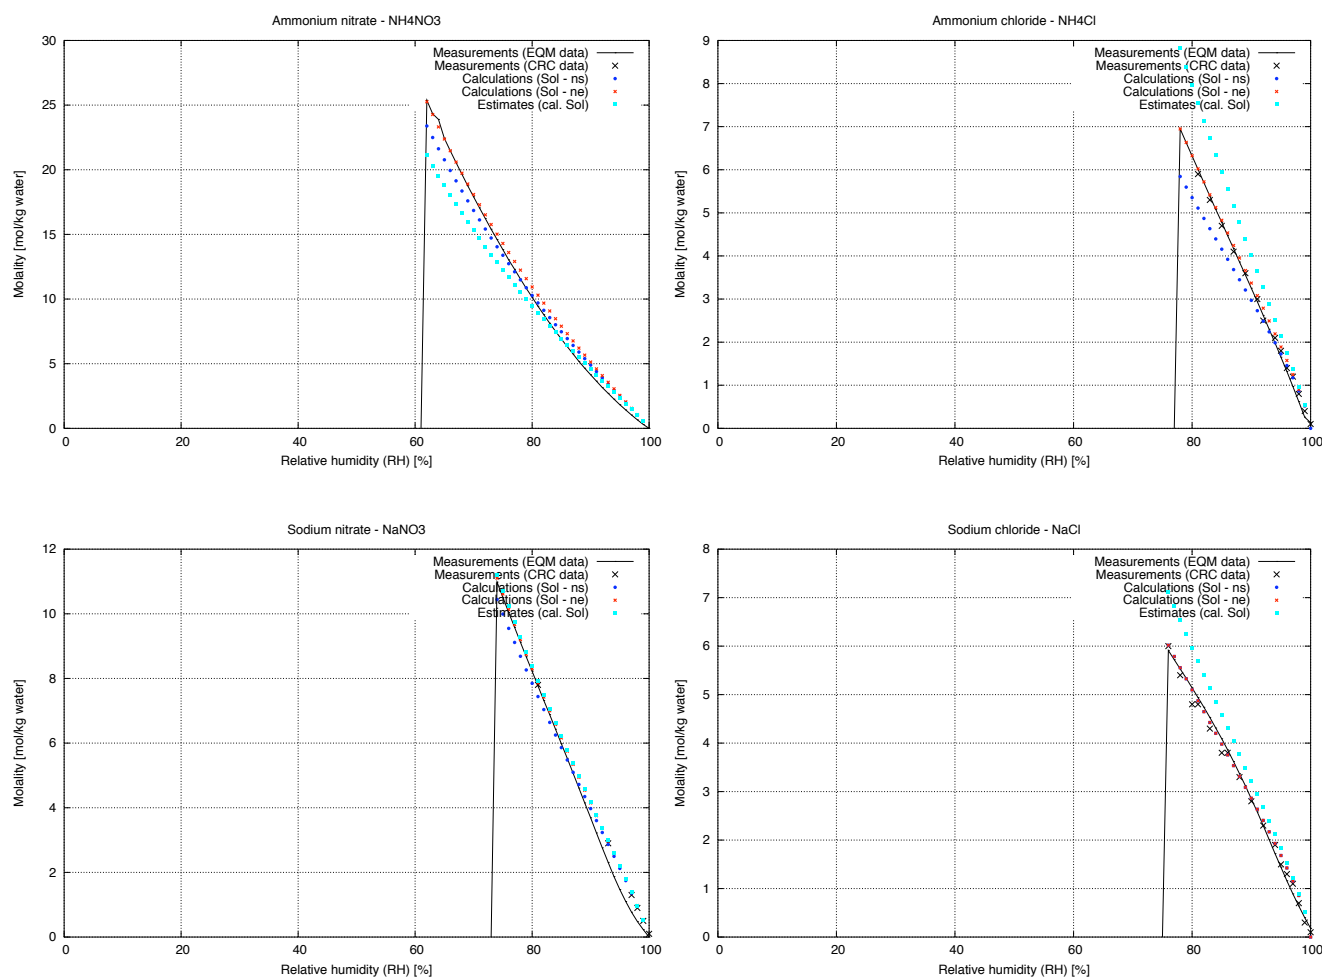 Ammonium nitrate - NH4NO3
30
25
20
15
10
5
0
Molality [mol/kg water]
Measurements (EQM data)
Measurements (CRC data)
Calculations (Sol - ns)
Calculations (Sol - ne)
Estimates (cal. Sol)
0 20 40 60 80 100
Relative humidity (RH) [%]
Ammonium chloride - NH4Cl
9
8
7
6
5
4
3
2
1
0
Molality [mol/kg water]
Measurements (EQM data)
Measurements (CRC data)
Calculations (Sol - ns)
Calculations (Sol - ne)
Estimates (cal. Sol)
0 20 40 60 80 100
Relative humidity (RH) [%]
Sodium nitrate - NaNO3
12
10
8
6
4
2
0
Molality [mol/kg water]
Measurements (EQM data)
Measurements (CRC data)
Calculations (Sol - ns)
Calculations (Sol - ne)
Estimates (cal. Sol)
0 20 40 60 80 100
Relative humidity (RH) [%]
Sodium chloride - NaCl
8
7
6
5
4
3
2
1
0
Molality [mol/kg water]
Measurements (EQM data)
Measurements (CRC data)
Calculations (Sol - ns)
Calculations (Sol - ne)
Estimates (cal. Sol)
0 20 40 60 80 100
Relative humidity (RH) [%]